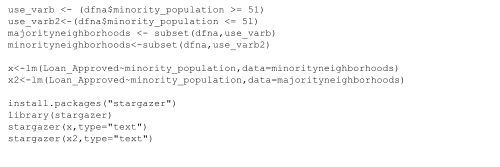 use_varb <- (dfna$minority_population >= 51)
use_varb2<-(dfna$minority_population <= 51)
majorityneighborhoods <- subset(dfna,use_varb)
minorityneighborhoods<-subset(dfna,use_varb2)
x<-lm(Loan_Approved~minority_population,data=minorityneighborhoods)
x2<-lm(Loan_Approved~minority_population,data=majorityneighborhoods)
install.packages("stargazer")
library(stargazer)
stargazer(x,type="text")
stargazer(x2,type="text")